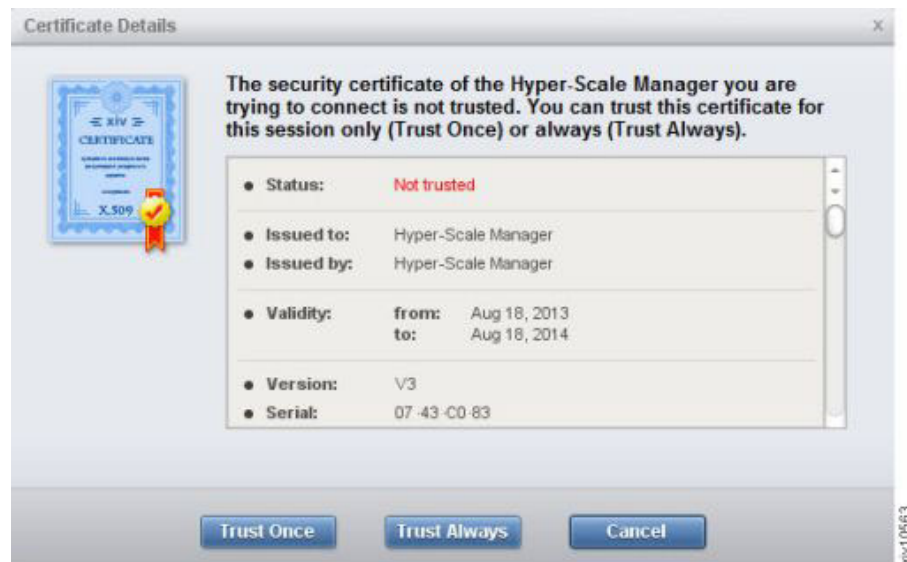 Certificate Details
x
xiv
CERTIFICATE
X.509
The security certificate of the Hyper-Scale Manager you are
trying to connect is not trusted. You can trust this certificate for
this session only (Trust Once) or always (Trust Always).
Status: Not trusted
Issued to: Hyper-Scale Manager
Issued by: Hyper-Scale Manager
Validity: from: Aug 18, 2013
to: Aug 18, 2014
Version: V3
Serial: 07-43-C0-83
Trust Once Trust Always Cancel
xiv10563